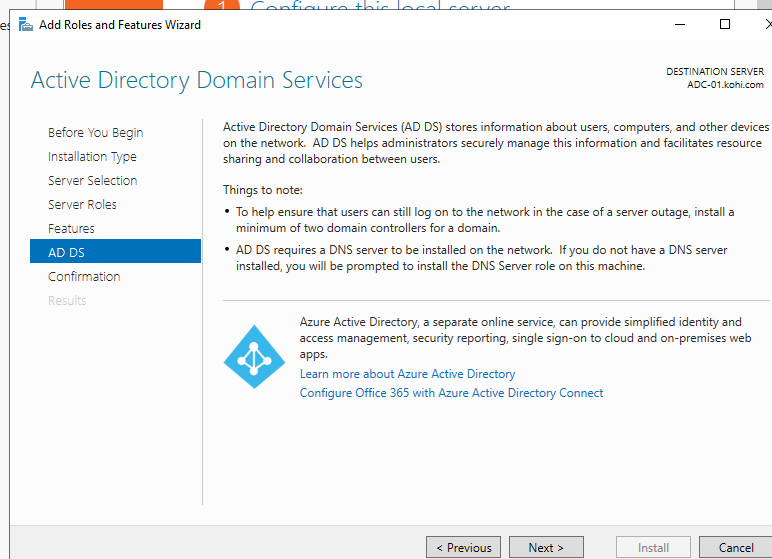 1 Configure this local server
Add Roles and Features Wizard
Active Directory Domain Services
DESTINATION SERVER
ADC-01.kohi.com
Before You Begin
Installation Type
Server Selection
Server Roles
Features
AD DS
Confirmation
Results
Active Directory Domain Services (AD DS) stores information about users, computers, and other devices
on the network.  AD DS helps administrators securely manage this information and facilitates resource
sharing and collaboration between users.
Things to note:
• To help ensure that users can still log on to the network in the case of a server outage, install a
minimum of two domain controllers for a domain.
• AD DS requires a DNS server to be installed on the network.  If you do not have a DNS server
installed, you will be prompted to install the DNS Server role on this machine.
Azure Active Directory, a separate online service, can provide simplified identity and
access management, security reporting, single sign-on to cloud and on-premises web
apps.
Learn more about Azure Active Directory
Configure Office 365 with Azure Active Directory Connect
< Previous
Next >
Install
Cancel